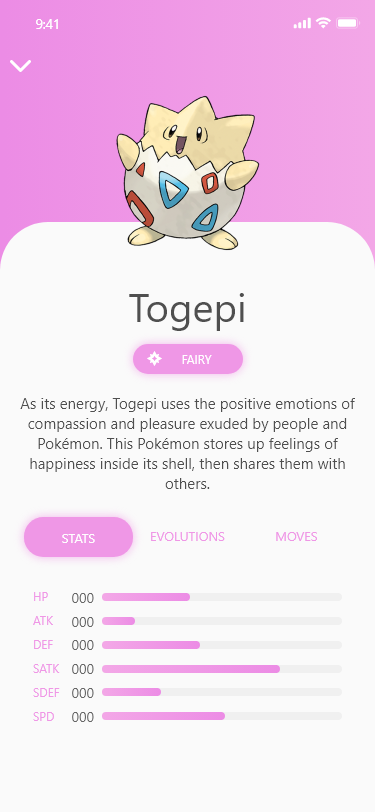 9:41
Togepi
FAIRY
As its energy, Togepi uses the positive emotions of
compassion and pleasure exuded by people and
Pokémon. This Pokémon stores up feelings of
happiness inside its shell, then shares them with
others.
STATS EVOLUTIONS MOVES
HP 000
ATK 000
DEF 000
SATK 000
SDEF 000
SPD 000